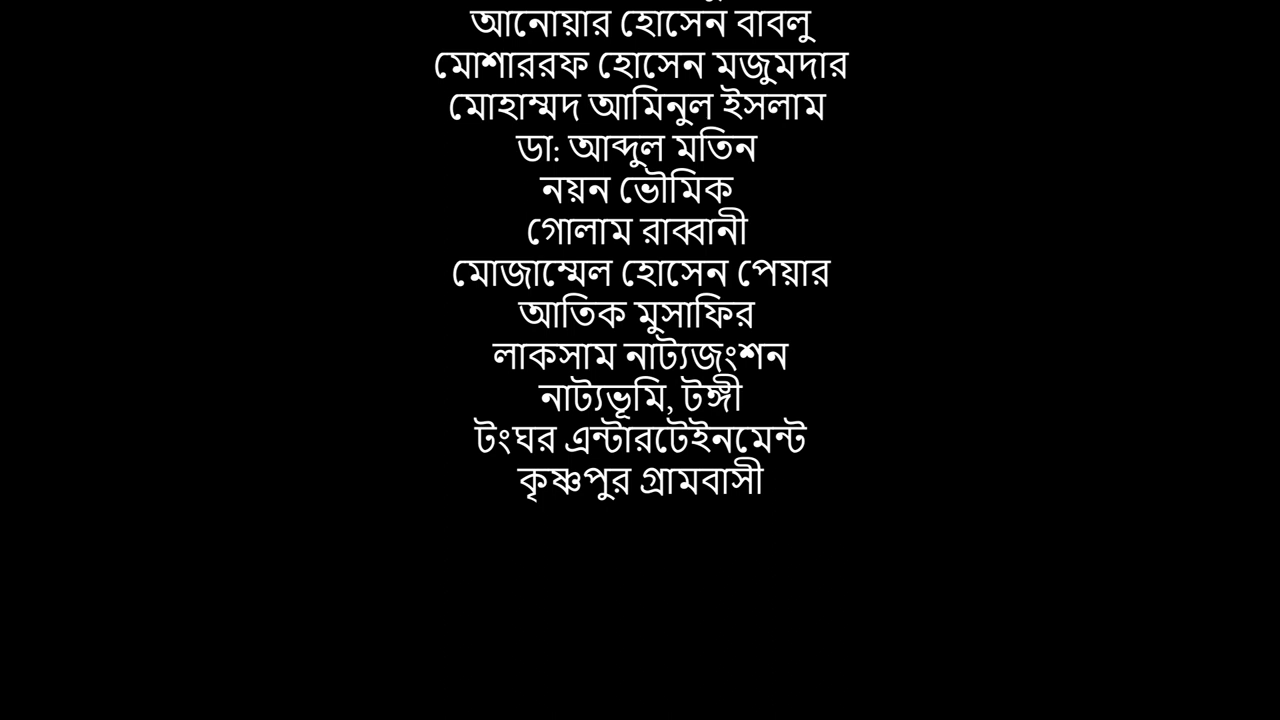 আনোয়ার হোসেন বাবলু
মোশাররফ হোসেন মজুমদার
মোহাম্মদ আমিনুল ইসলাম
ডা: আব্দুল মতিন
নয়ন ভৌমিক
গোলাম রাব্বানী
মোজাম্মেল হোসেন পেয়ার
আতিক মুসাফির
লাকসাম নাট্যজংশন
নাট্যভূমি, টঙ্গী
টংঘর এন্টারটেইনমেন্ট
কৃষ্ণপুর গ্রামবাসী